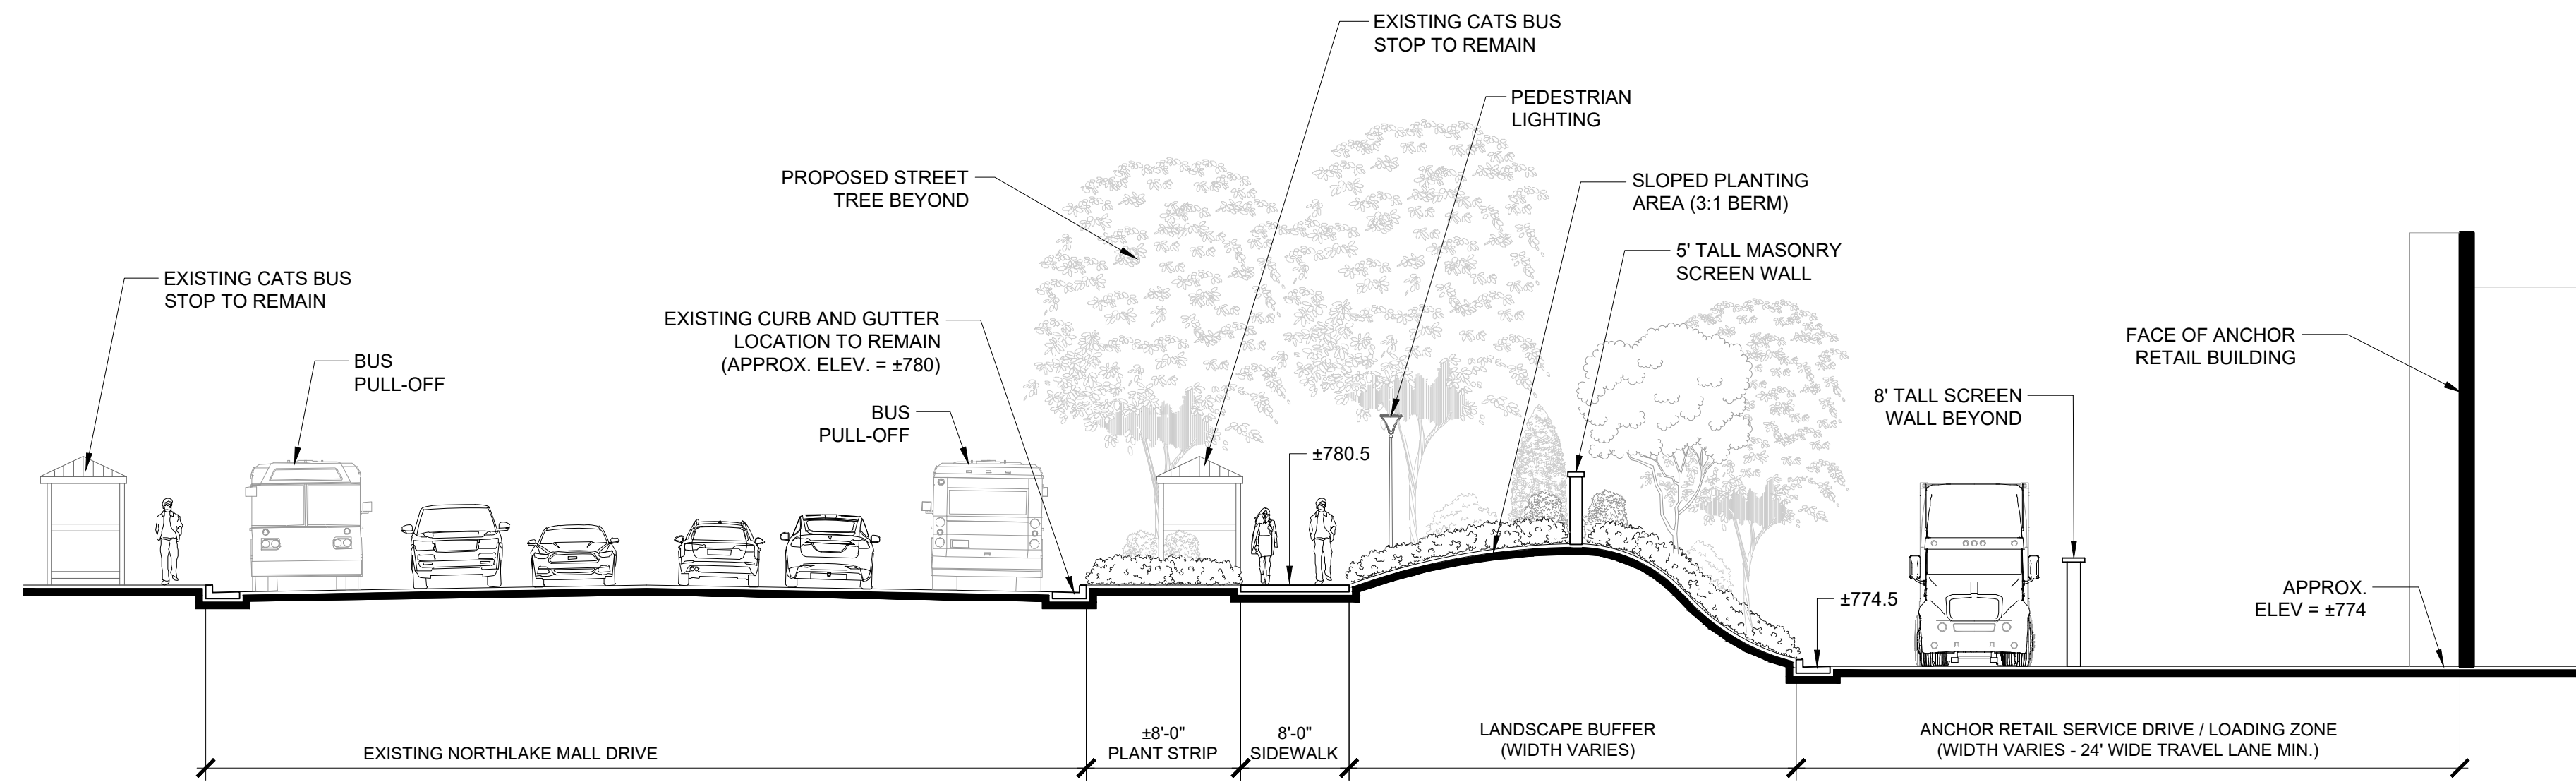 EXISTING CATS BUS
STOP TO REMAIN
PEDESTRIAN
LIGHTING
PROPOSED STREET
TREE BEYOND
SLOPED PLANTING
AREA (3:1 BERM)
5' TALL MASONRY
SCREEN WALL
EXISTING CATS BUS
STOP TO REMAIN
EXISTING CURB AND GUTTER
LOCATION TO REMAIN
(APPROX. ELEV. = ±780)
FACE OF ANCHOR
RETAIL BUILDING
BUS
PULL-OFF
8' TALL SCREEN
WALL BEYOND
BUS
PULL-OFF
±780.5
±774.5
APPROX.
ELEV = ±774
EXISTING NORTHLAKE MALL DRIVE
±8'-0"
PLANT STRIP
8'-0"
SIDEWALK
LANDSCAPE BUFFER
(WIDTH VARIES)
ANCHOR RETAIL SERVICE DRIVE / LOADING ZONE
(WIDTH VARIES - 24' WIDE TRAVEL LANE MIN.)